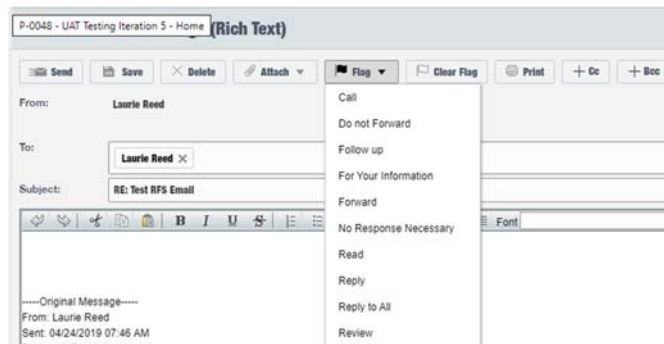 P-0048 - UAT Testing Iteration 5 - Home (Rich Text)
Send Save Delete Attach Flag Clear Flag Print Cc Bcc
From: Laurie Reed
To: Laurie Reed
Subject: RE: Test RFS Email
B I U S Font
Call
Do not Forward
Follow up
For Your Information
Forward
No Response Necessary
Read
Reply
Reply to All
Review
-----Original Message-----
From: Laurie Reed
Sent: 04/24/2019 07:46 AM